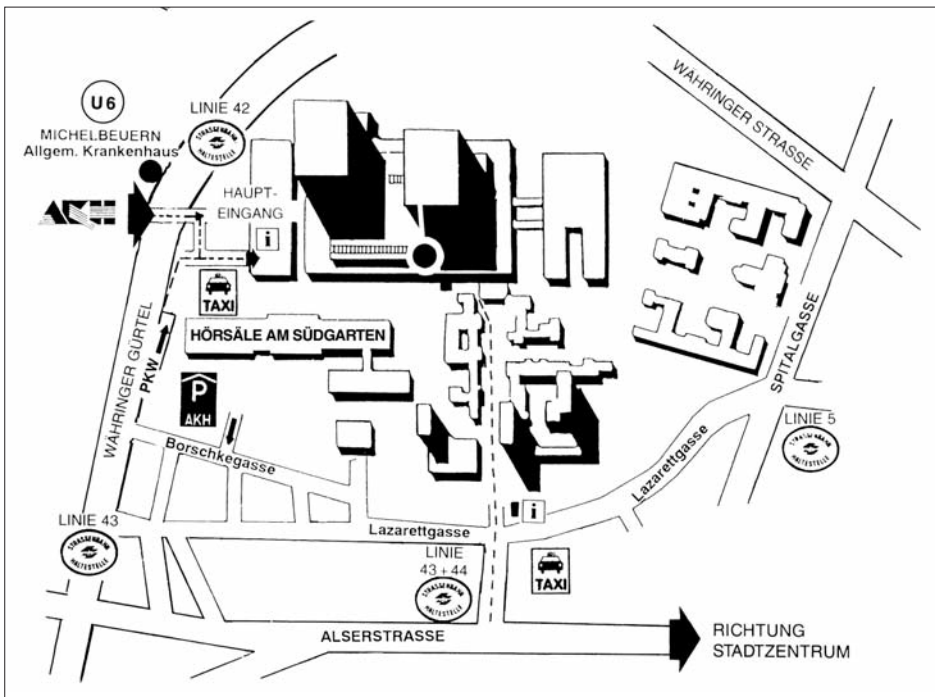 U6
MICHELBEUERN
Allgem. Krankenhaus
LINIE 42
STRASSENBAHN
HALTESTELLE
WÄHRINGER STRASSE
AKH
HAUPT-
EINGANG
i
TAXI
HÖRSÄLE AM SÜDGARTEN
WÄHRINGER GÜRTEL
PKW
P
AKH
Borschkegasse
SPITALGASSE
LINIE 5
STRASSENBAHN
HALTESTELLE
Lazarettgasse
i
LINIE 43
STRASSENBAHN
HALTESTELLE
Lazarettgasse
LINIE
43 + 44
STRASSENBAHN
HALTESTELLE
TAXI
ALSERSTRASSE
RICHTUNG
STADTZENTRUM